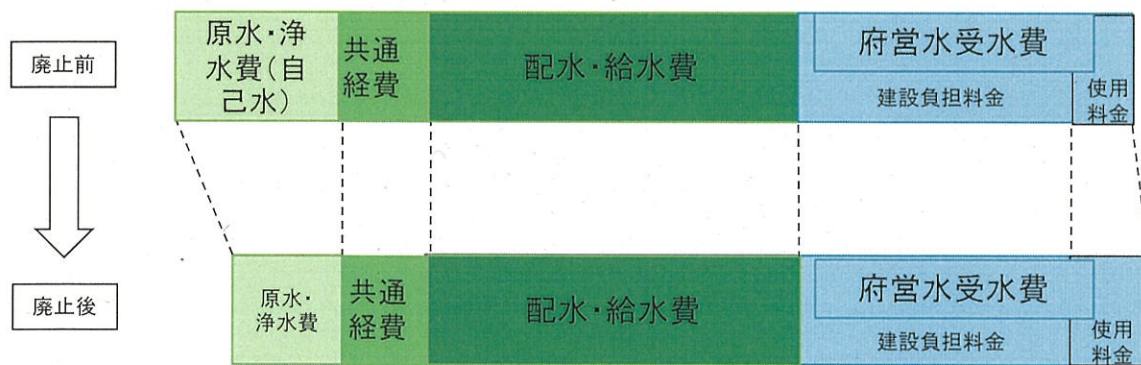 廃止前
原水・浄
水費(自
己水)
共通
経費
配水・給水費
府営水受水費
建設負担料金
使用
料金
廃止後
原水・
浄水費
共通
経費
配水・給水費
府営水受水費
建設負担料金
使用
料金